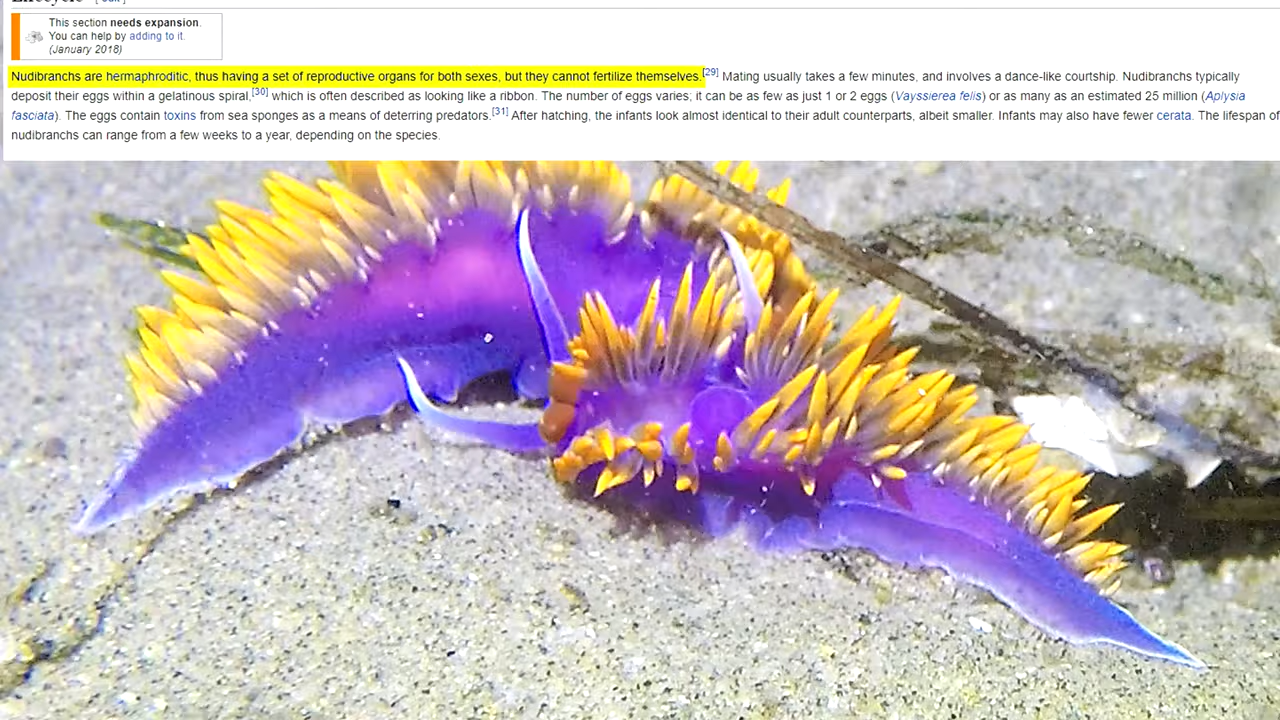 This section needs expansion.
You can help by adding to it.
(January 2018)
Nudibranchs are hermaphroditic, thus having a set of reproductive organs for both sexes, but they cannot fertilize themselves.[29] Mating usually takes a few minutes, and involves a dance-like courtship. Nudibranchs typically
deposit their eggs within a gelatinous spiral,[30] which is often described as looking like a ribbon. The number of eggs varies; it can be as few as just 1 or 2 eggs (Vayssierea felis) or as many as an estimated 25 million (Aplysia
fasciata). The eggs contain toxins from sea sponges as a means of deterring predators.[31] After hatching, the infants look almost identical to their adult counterparts, albeit smaller. Infants may also have fewer cerata. The lifespan of
nudibranchs can range from a few weeks to a year, depending on the species.